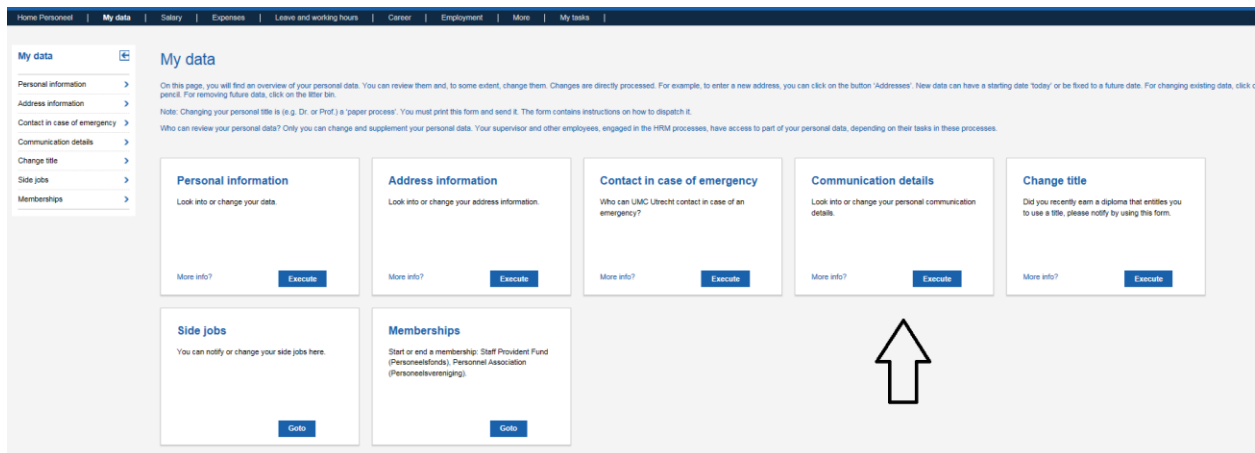 Home Personeel | My data | Salary | Expenses | Leave and working hours | Career | Employment | More | My tasks |
My data
Personal information
Address information
Contact in case of emergency
Communication details
Change title
Side jobs
Memberships
My data
On this page, you will find an overview of your personal data. You can review them and, to some extent, change them. Changes are directly processed. For example, to enter a new address, you can click on the button 'Addresses'. New data can have a starting date 'today' or be fixed to a future date. For changing existing data, click
pencil. For removing future data, click on the litter bin.
Note: Changing your personal title is (e.g. Dr. or Prof.) a 'paper process'. You must print this form and send it. The form contains instructions on how to dispatch it.
Who can review your personal data? Only you can change and supplement your personal data. Your supervisor and other employees, engaged in the HRM processes, have access to part of your personal data, depending on their tasks in these processes.
Personal information
Look into or change your data.
More info?
Execute
Address information
Look into or change your address information.
More info?
Execute
Contact in case of emergency
Who can UMC Utrecht contact in case of an
emergency?
More info?
Execute
Communication details
Look into or change your personal communication
details.
More info?
Execute
Change title
Did you recently earn a diploma that entitles you
to use a title, please notify by using this form.
More info?
Execute
Side jobs
You can notify or change your side jobs here.
Goto
Memberships
Start or end a membership: Staff Provident Fund
(Personeelsfonds), Personnel Association
(Personeelsvereniging).
Goto